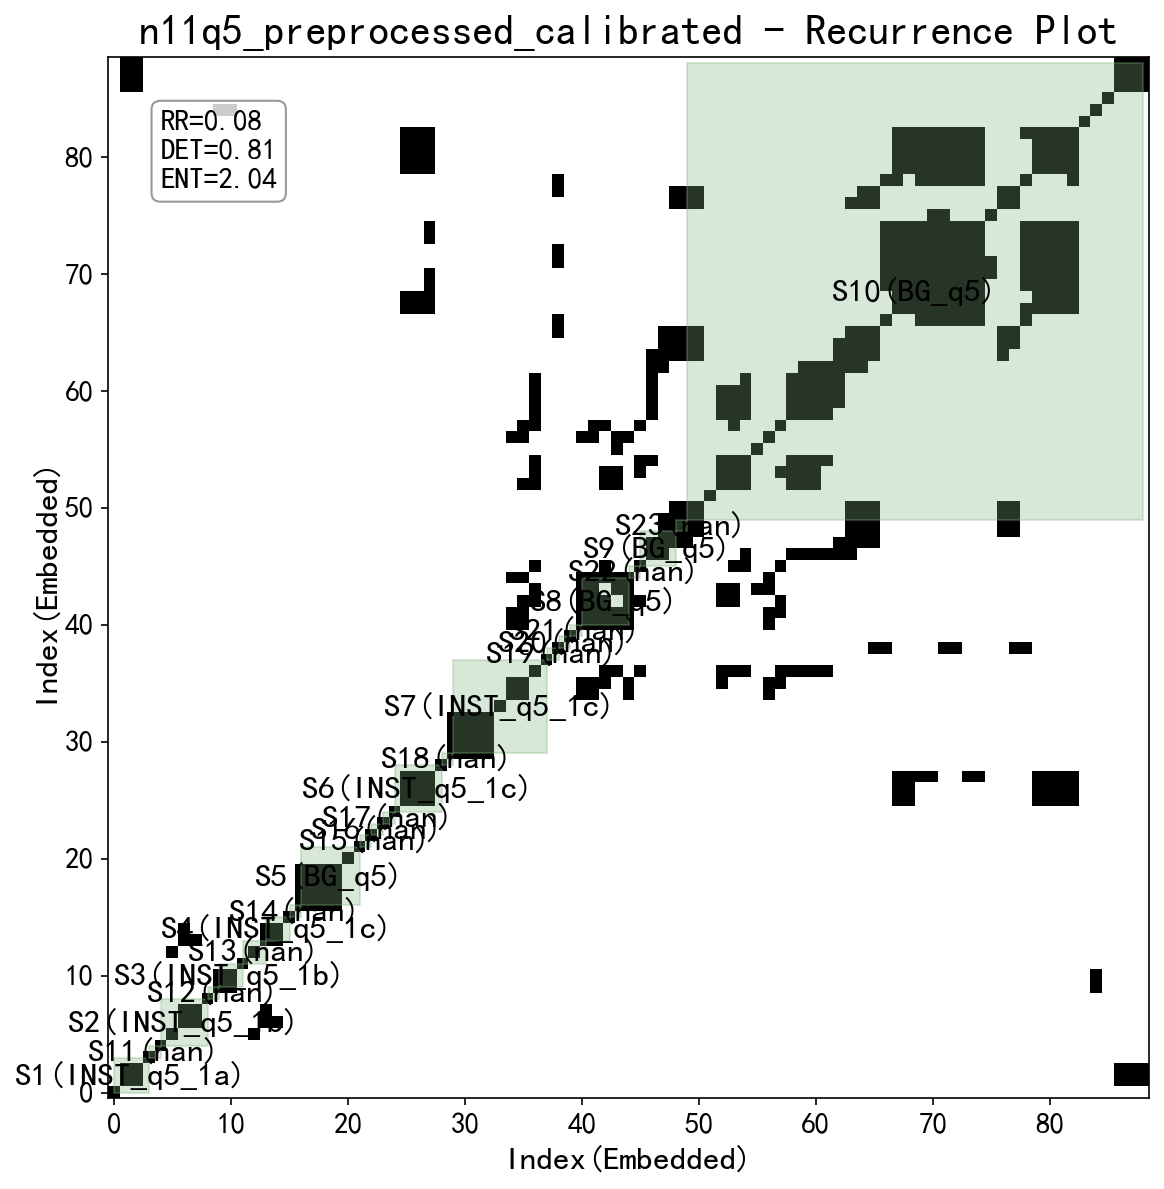 n11q5_preprocessed_calibrated - Recurrence Plot
RR=0.08
DET=0.81
ENT=2.04
80
70
60
50
40
30
20
10
0
Index(Embedded)
S10(BG_q5)
S23(nan)
S9(BG_q5)
S22(nan)
S8(BG_q5)
S21(nan)
S20(nan)
S19(nan)
S7(INST_q5_1c)
S18(nan)
S6(INST_q5_1c)
S17(nan)
S16(nan)
S15(nan)
S5(BG_q5)
S14(nan)
S4(INST_q5_1c)
S13(nan)
S3(INST_q5_1b)
S12(nan)
S2(INST_q5_1b)
S11(nan)
S1(INST_q5_1a)
0 10 20 30 40 50 60 70 80
Index(Embedded)